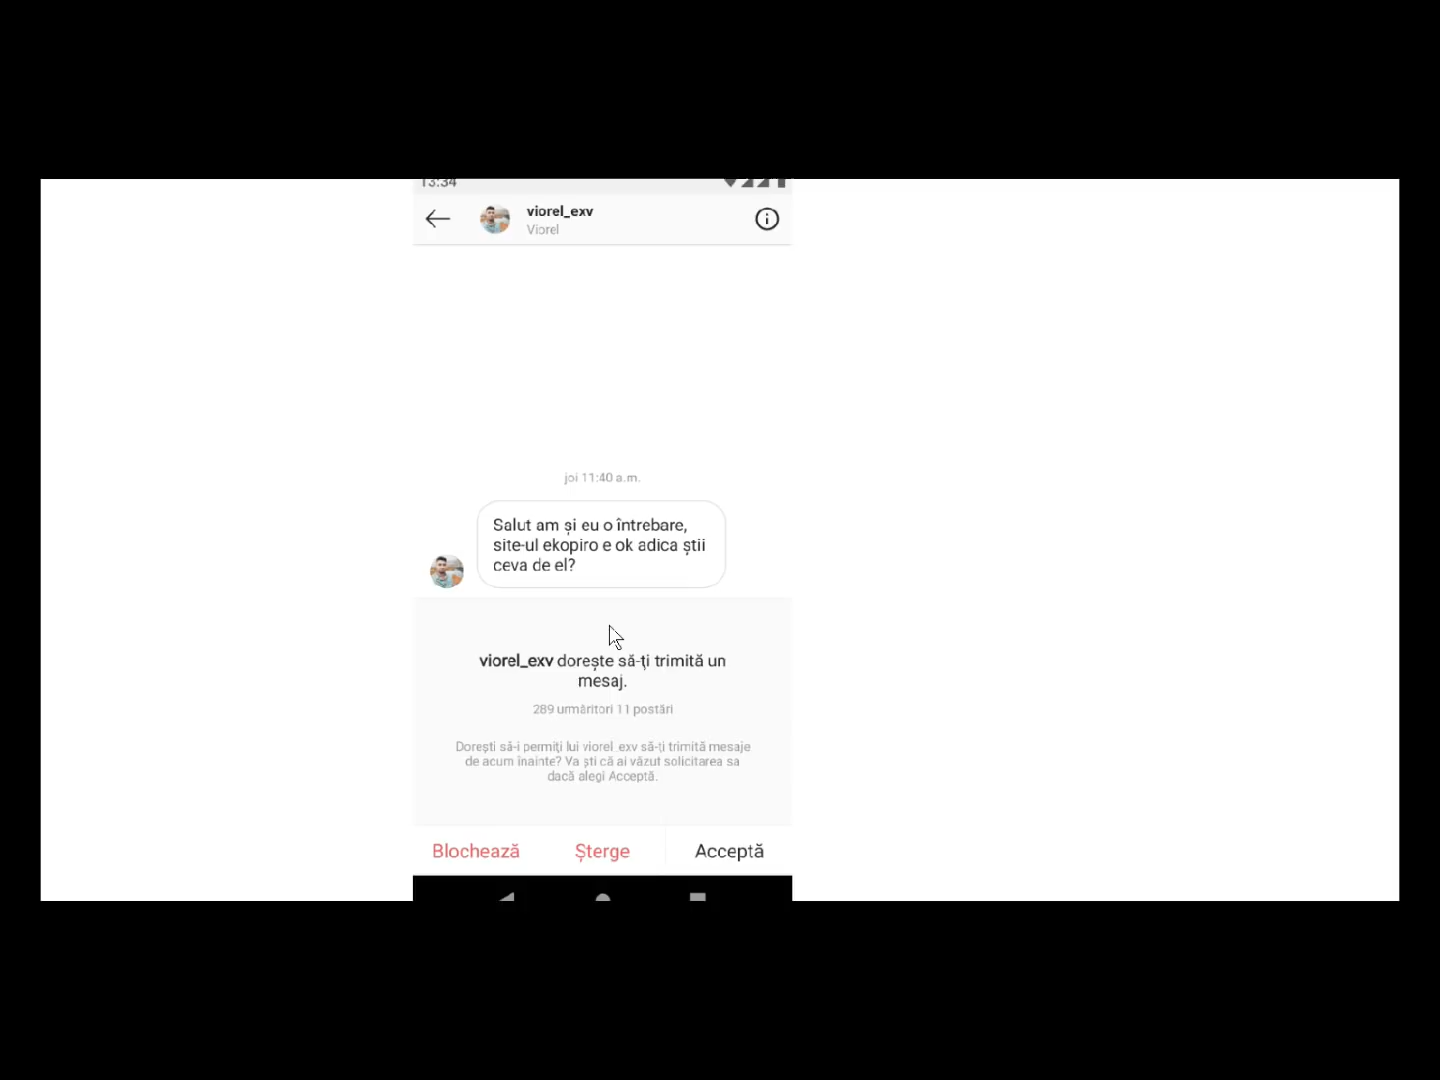 13:34
viorel_exv
Viorel
joi 11:40 a.m.
Salut am și eu o întrebare,
site-ul ekopiro e ok adica știi
ceva de el?
viorel_exv dorește să-ți trimită un
mesaj.
289 urmăritori 11 postări
Dorești să-i permiți lui viorel_exv să-ți trimită mesaje
de acum înainte? Va ști că ai văzut solicitarea sa
dacă alegi Acceptă.
Blochează Șterge Acceptă